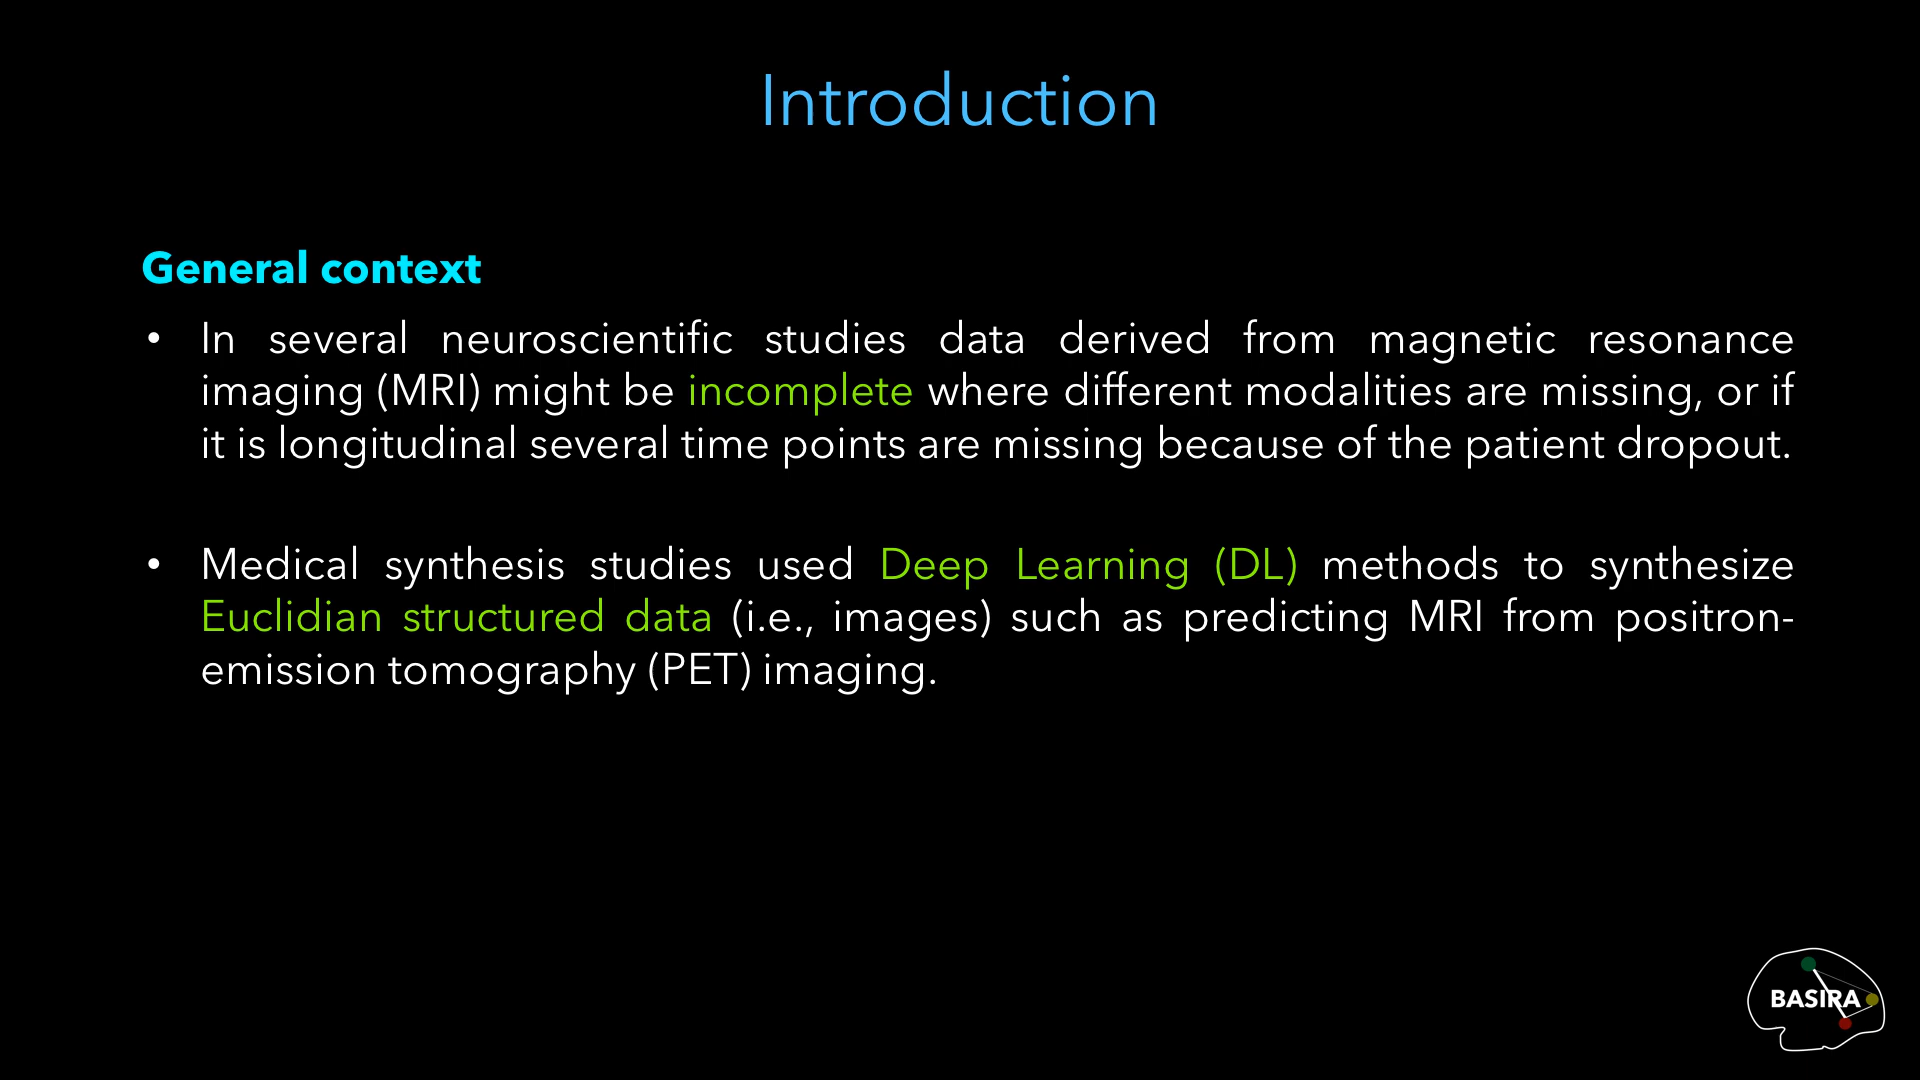 Introduction
General context
• In several neuroscientific studies data derived from magnetic resonance
imaging (MRI) might be incomplete where different modalities are missing, or if
it is longitudinal several time points are missing because of the patient dropout.
• Medical synthesis studies used Deep Learning (DL) methods to synthesize
Euclidian structured data (i.e., images) such as predicting MRI from positron-
emission tomography (PET) imaging.
BASIRA